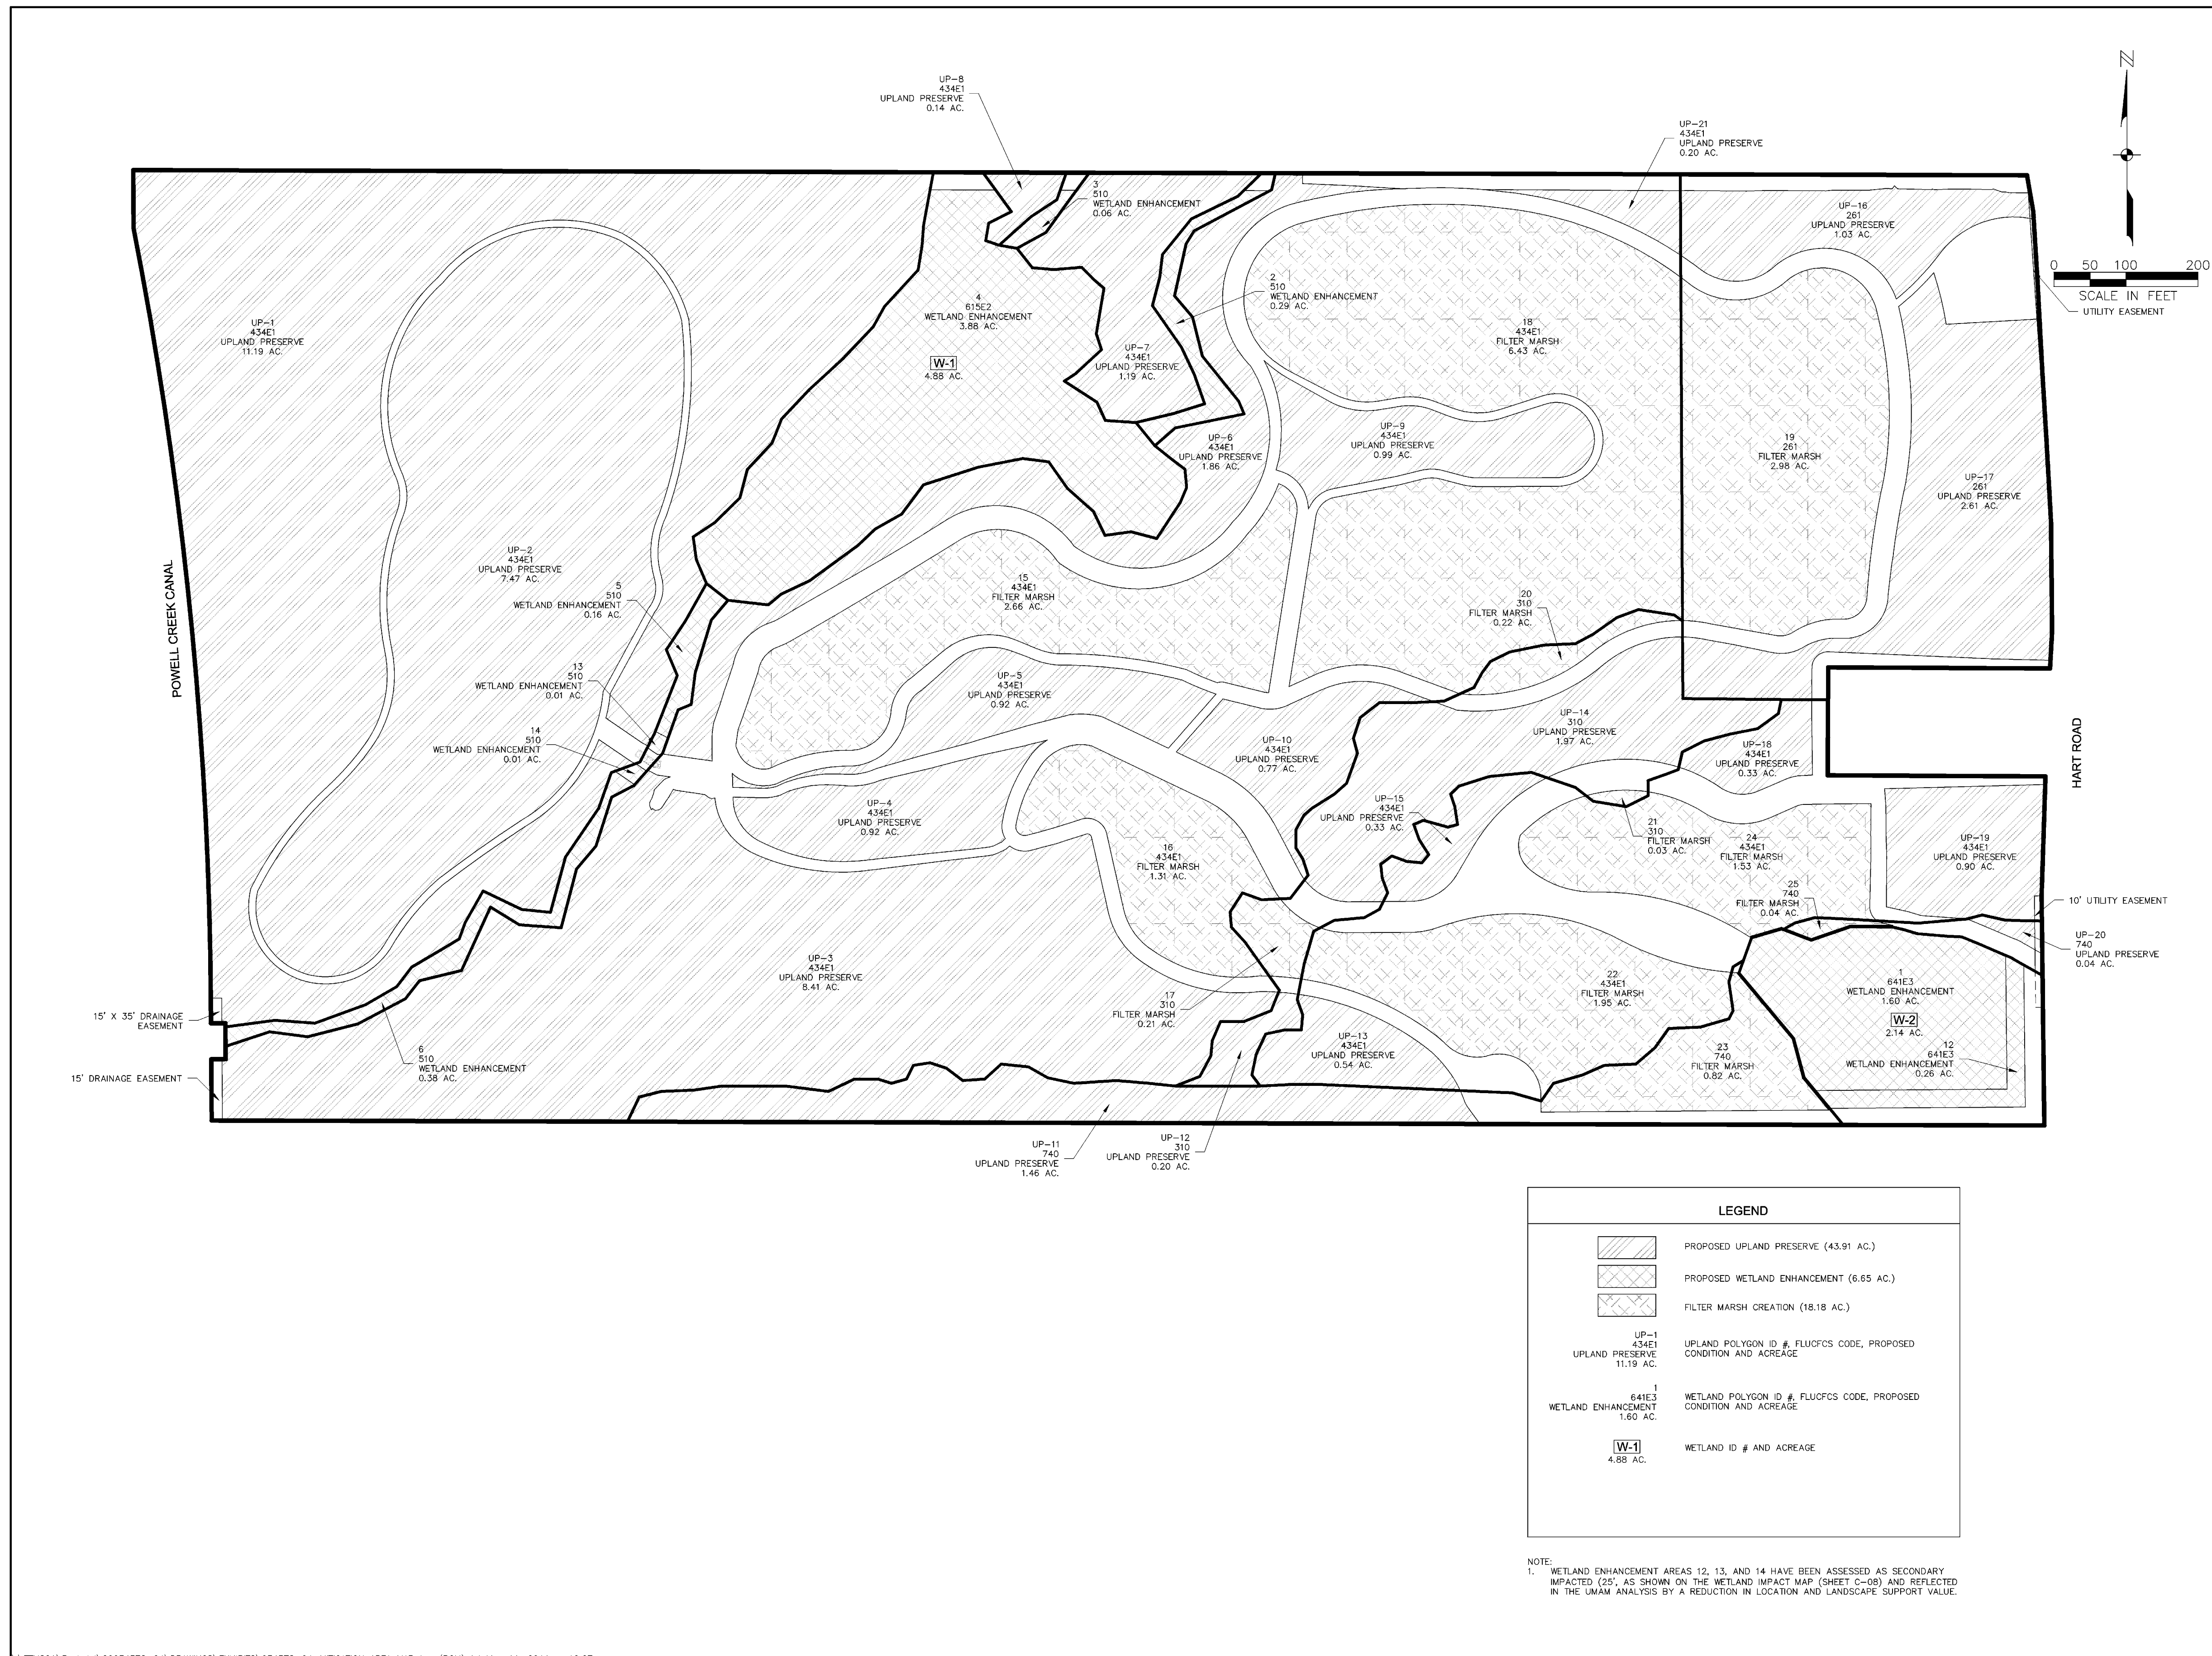 N
0 50 100 200
SCALE IN FEET
UTILITY EASEMENT
UP-8
434E1
UPLAND PRESERVE
0.14 AC.
UP-21
434E1
UPLAND PRESERVE
0.20 AC.
3
510
WETLAND ENHANCEMENT
0.06 AC.
UP-16
261
UPLAND PRESERVE
1.03 AC.
2
510
WETLAND ENHANCEMENT
0.29 AC.
4
615E2
WETLAND ENHANCEMENT
3.88 AC.
W-1
4.88 AC.
UP-1
434E1
UPLAND PRESERVE
11.19 AC.
18
434E1
FILTER MARSH
6.43 AC.
UP-7
434E1
UPLAND PRESERVE
1.19 AC.
UP-6
434E1
UPLAND PRESERVE
1.86 AC.
UP-9
434E1
UPLAND PRESERVE
0.99 AC.
19
261
FILTER MARSH
2.98 AC.
UP-17
261
UPLAND PRESERVE
2.61 AC.
UP-2
434E1
UPLAND PRESERVE
7.47 AC.
5
510
WETLAND ENHANCEMENT
0.16 AC.
15
434E1
FILTER MARSH
2.66 AC.
20
310
FILTER MARSH
0.22 AC.
POWELL CREEK CANAL
13
510
WETLAND ENHANCEMENT
0.01 AC.
UP-5
434E1
UPLAND PRESERVE
0.92 AC.
14
510
WETLAND ENHANCEMENT
0.01 AC.
UP-10
434E1
UPLAND PRESERVE
0.77 AC.
UP-14
310
UPLAND PRESERVE
1.97 AC.
UP-18
434E1
UPLAND PRESERVE
0.33 AC.
HART ROAD
UP-4
434E1
UPLAND PRESERVE
0.92 AC.
UP-15
434E1
UPLAND PRESERVE
0.33 AC.
21
310
FILTER MARSH
0.03 AC.
24
434E1
FILTER MARSH
1.53 AC.
UP-19
434E1
UPLAND PRESERVE
0.90 AC.
16
434E1
FILTER MARSH
1.31 AC.
25
740
FILTER MARSH
0.04 AC.
10' UTILITY EASEMENT
UP-20
740
UPLAND PRESERVE
0.04 AC.
UP-3
434E1
UPLAND PRESERVE
8.41 AC.
17
310
FILTER MARSH
0.21 AC.
22
434E1
FILTER MARSH
1.95 AC.
1
641E3
WETLAND ENHANCEMENT
1.60 AC.
W-2
2.14 AC.
15' X 35' DRAINAGE
EASEMENT
6
510
WETLAND ENHANCEMENT
0.38 AC.
UP-13
434E1
UPLAND PRESERVE
0.54 AC.
23
740
FILTER MARSH
0.82 AC.
12
641E3
WETLAND ENHANCEMENT
0.26 AC.
15' DRAINAGE EASEMENT
UP-11
740
UPLAND PRESERVE
1.46 AC.
UP-12
310
UPLAND PRESERVE
0.20 AC.
LEGEND
PROPOSED UPLAND PRESERVE (43.91 AC.)
PROPOSED WETLAND ENHANCEMENT (6.65 AC.)
FILTER MARSH CREATION (18.18 AC.)
UP-1
434E1
UPLAND PRESERVE
11.19 AC.
UPLAND POLYGON ID #, FLUCFCS CODE, PROPOSED
CONDITION AND ACREAGE
1
641E3
WETLAND ENHANCEMENT
1.60 AC.
WETLAND POLYGON ID #, FLUCFCS CODE, PROPOSED
CONDITION AND ACREAGE
W-1
4.88 AC.
WETLAND ID # AND ACREAGE
NOTE:
1. WETLAND ENHANCEMENT AREAS 12, 13, AND 14 HAVE BEEN ASSESSED AS SECONDARY
IMPACTED (25', AS SHOWN ON THE WETLAND IMPACT MAP (SHEET C-08) AND REFLECTED
IN THE UMAM ANALYSIS BY A REDUCTION IN LOCATION AND LANDSCAPE SUPPORT VALUE.